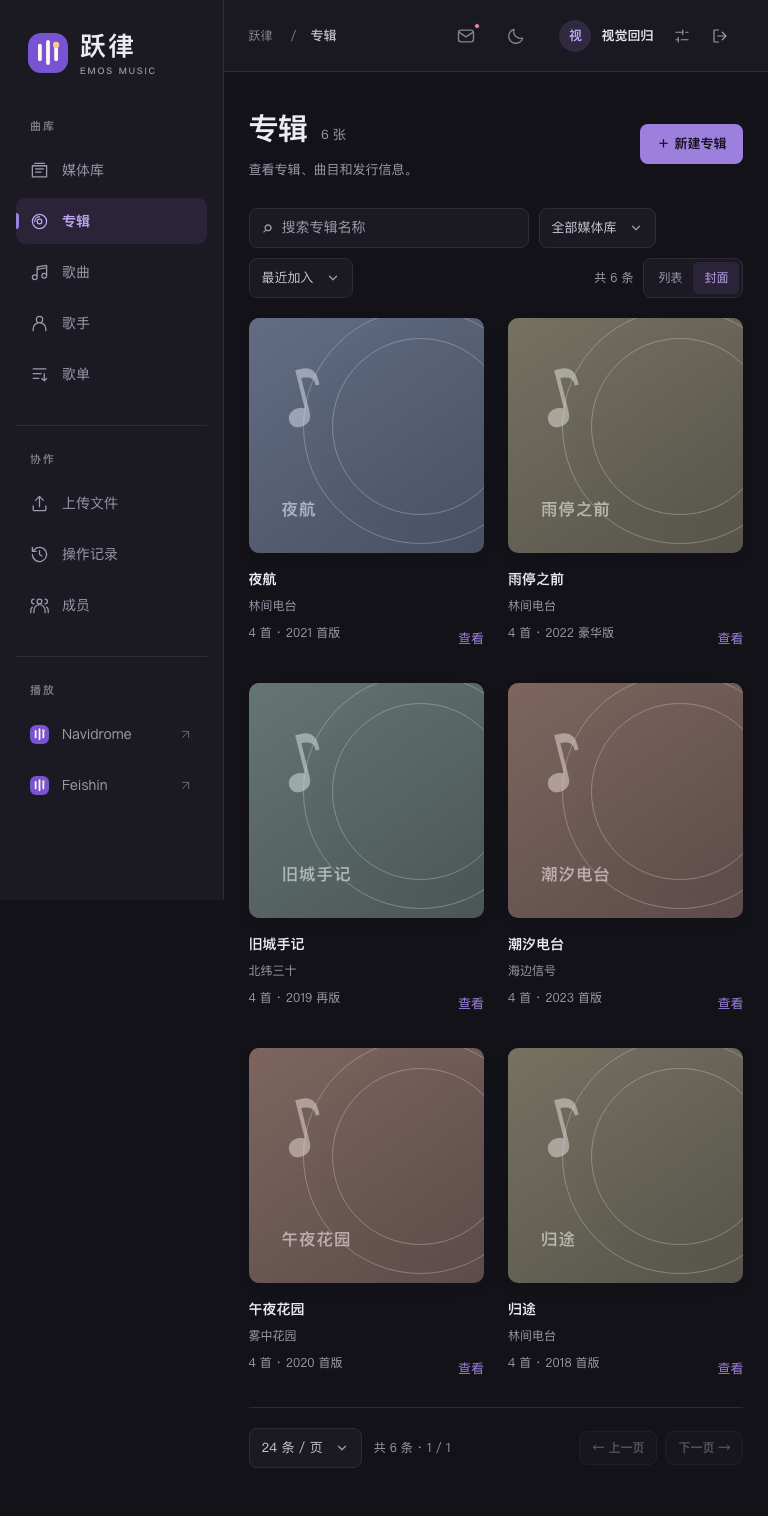 跃律
EMOS MUSIC
曲库
媒体库
专辑
歌曲
歌手
歌单
协作
上传文件
操作记录
成员
播放
Navidrome
Feishin
跃律 / 专辑
视 视觉回归
专辑 6 张
查看专辑、曲目和发行信息。
+ 新建专辑
搜索专辑名称
全部媒体库
最近加入
共 6 条
列表 封面
夜航
夜航
林间电台
4 首 · 2021 首版
查看
雨停之前
雨停之前
林间电台
4 首 · 2022 豪华版
查看
旧城手记
旧城手记
北纬三十
4 首 · 2019 再版
查看
潮汐电台
潮汐电台
海边信号
4 首 · 2023 首版
查看
午夜花园
午夜花园
雾中花园
4 首 · 2020 首版
查看
归途
归途
林间电台
4 首 · 2018 首版
查看
24 条 / 页
共 6 条 · 1 / 1
← 上一页
下一页 →